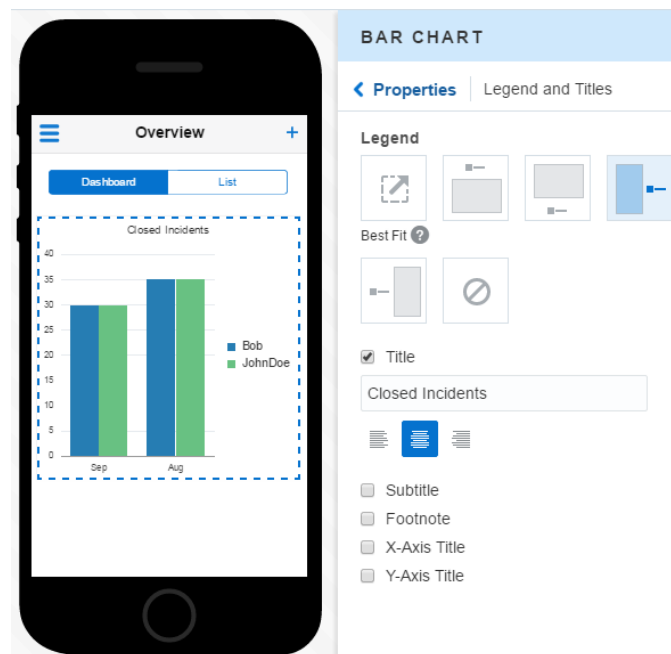 BAR CHART
Properties
Legend and Titles
Overview
+
Dashboard
List
Closed Incidents
40
35
30
25
20
15
10
5
0
Sep
Aug
Bob
JohnDoe
Legend
Best Fit ?
Title
Closed Incidents
Subtitle
Footnote
X-Axis Title
Y-Axis Title